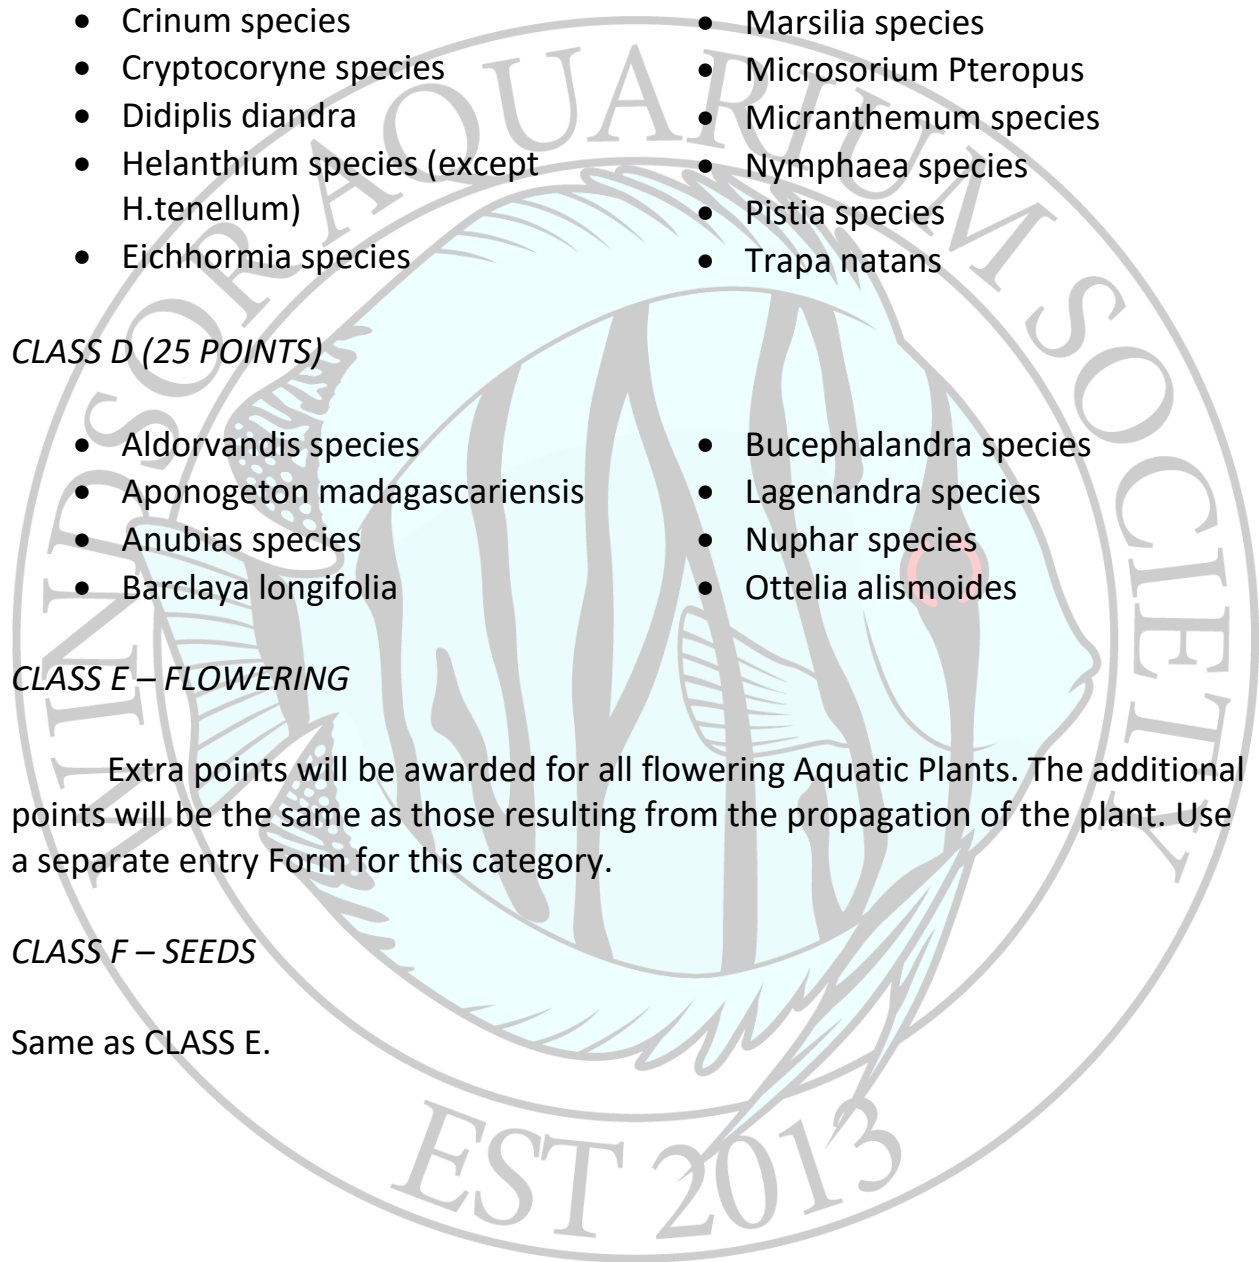 • Crinum species
• Cryptocoryne species
• Didiplis diandra
• Helanthium species (except
H.tenellum)
• Eichhormia species
• Marsilia species
• Microsorium Pteropus
• Micranthemum species
• Nymphaea species
• Pistia species
• Trapa natans
CLASS D (25 POINTS)
• Aldorvandis species
• Aponogeton madagascariensis
• Anubias species
• Barclaya longifolia
• Bucephalandra species
• Lagenandra species
• Nuphar species
• Ottelia alismoides
CLASS E – FLOWERING
Extra points will be awarded for all flowering Aquatic Plants. The additional
points will be the same as those resulting from the propagation of the plant. Use
a separate entry Form for this category.
CLASS F – SEEDS
Same as CLASS E.
WINDSOR AQUARIUM SOCIETY
EST 2013